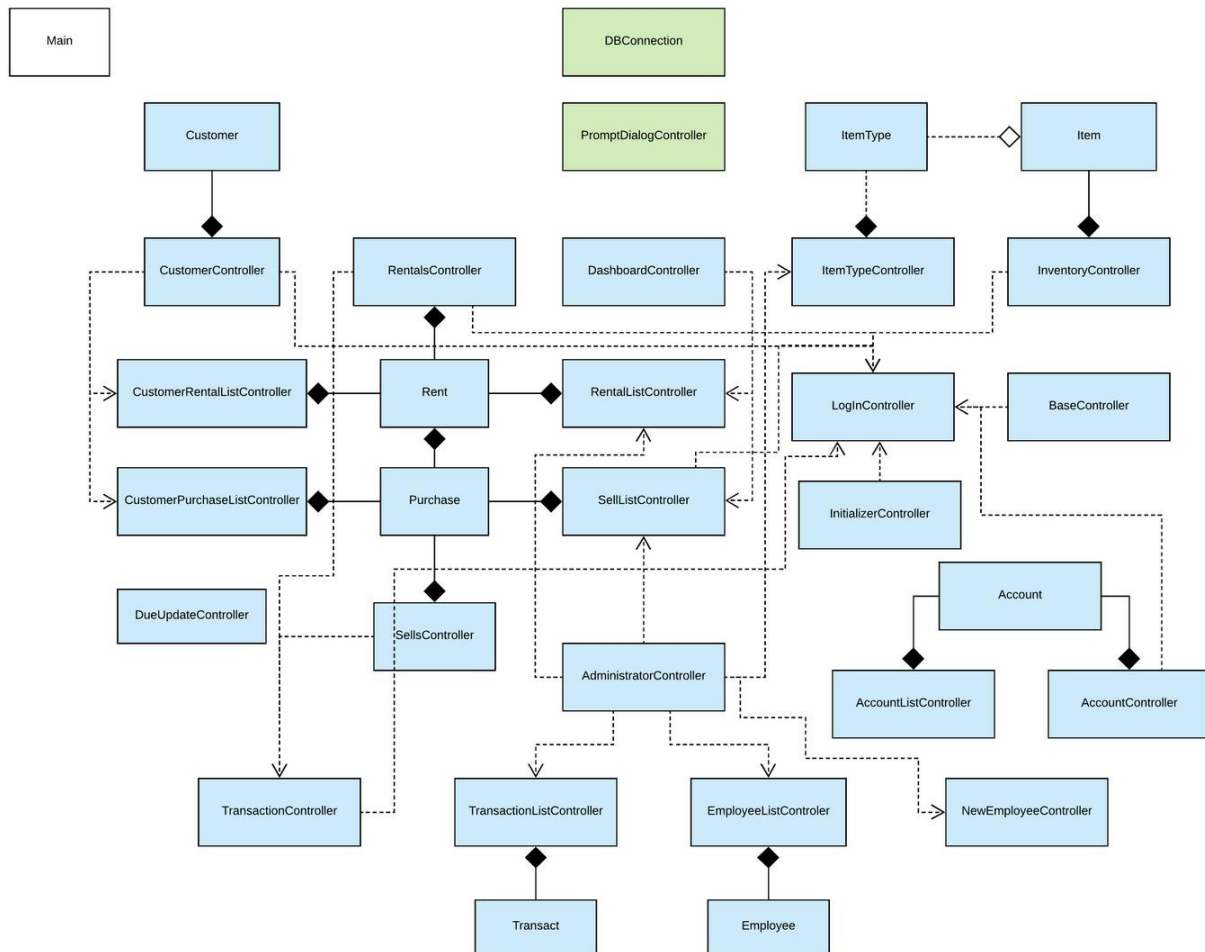 Main
DBConnection
Customer
PromptDialogController
ItemType
Item
CustomerController
RentalsController
DashboardController
ItemTypeController
InventoryController
CustomerRentalListController
Rent
RentalListController
LogInController
BaseController
CustomerPurchaseListController
Purchase
SellListController
InitializerController
DueUpdateController
SellsController
Account
AdministratorController
AccountListController
AccountController
TransactionController
TransactionListController
EmployeeListControler
NewEmployeeController
Transact
Employee